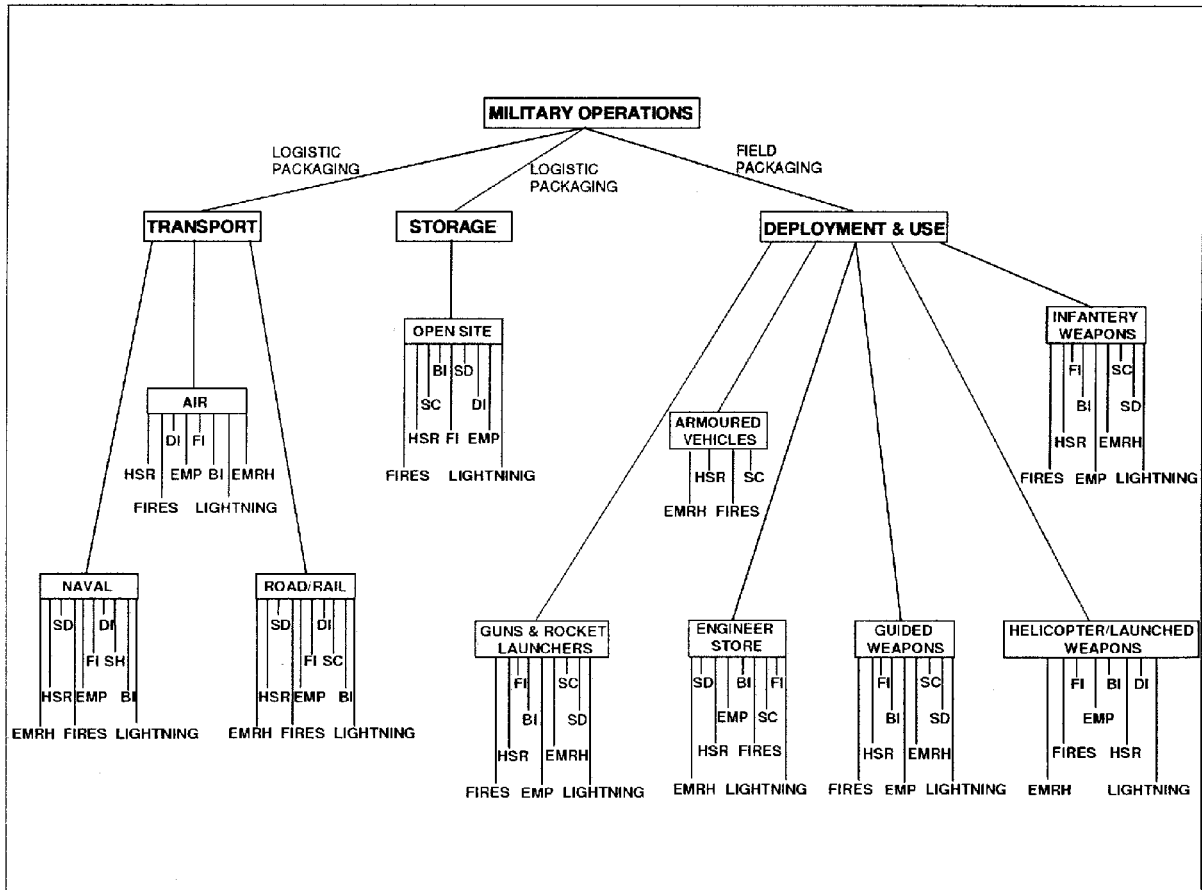 MILITARY OPERATIONS
LOGISTIC
PACKAGING
LOGISTIC
PACKAGING
FIELD
PACKAGING
TRANSPORT
STORAGE
DEPLOYMENT & USE
OPEN SITE
BI SD
SC DI
HSR FI EMP
FIRES LIGHTNINIG
INFANTERY
WEAPONS
FI SC
BI SD
HSR EMRH
FIRES EMP LIGHTNING
AIR
DI FI
HSR EMP BI EMRH
FIRES LIGHTNING
ARMOURED
VEHICLES
HSR SC
EMRH FIRES
NAVAL
SD DI
FI SH
HSR EMP BI
EMRH FIRES LIGHTNING
ROAD/RAIL
SD DI
FI SC
HSR EMP BI
EMRH FIRES LIGHTNING
GUNS & ROCKET
LAUNCHERS
FI SC
BI SD
HSR EMRH
FIRES EMP LIGHTNING
ENGINEER
STORE
SD BI FI
EMP SC
HSR FIRES
EMRH LIGHTNING
GUIDED
WEAPONS
FI SC
BI SD
HSR EMRH
FIRES EMP LIGHTNING
HELICOPTER/LAUNCHED
WEAPONS
FI BI DI
EMP
FIRES HSR
EMRH LIGHTNING